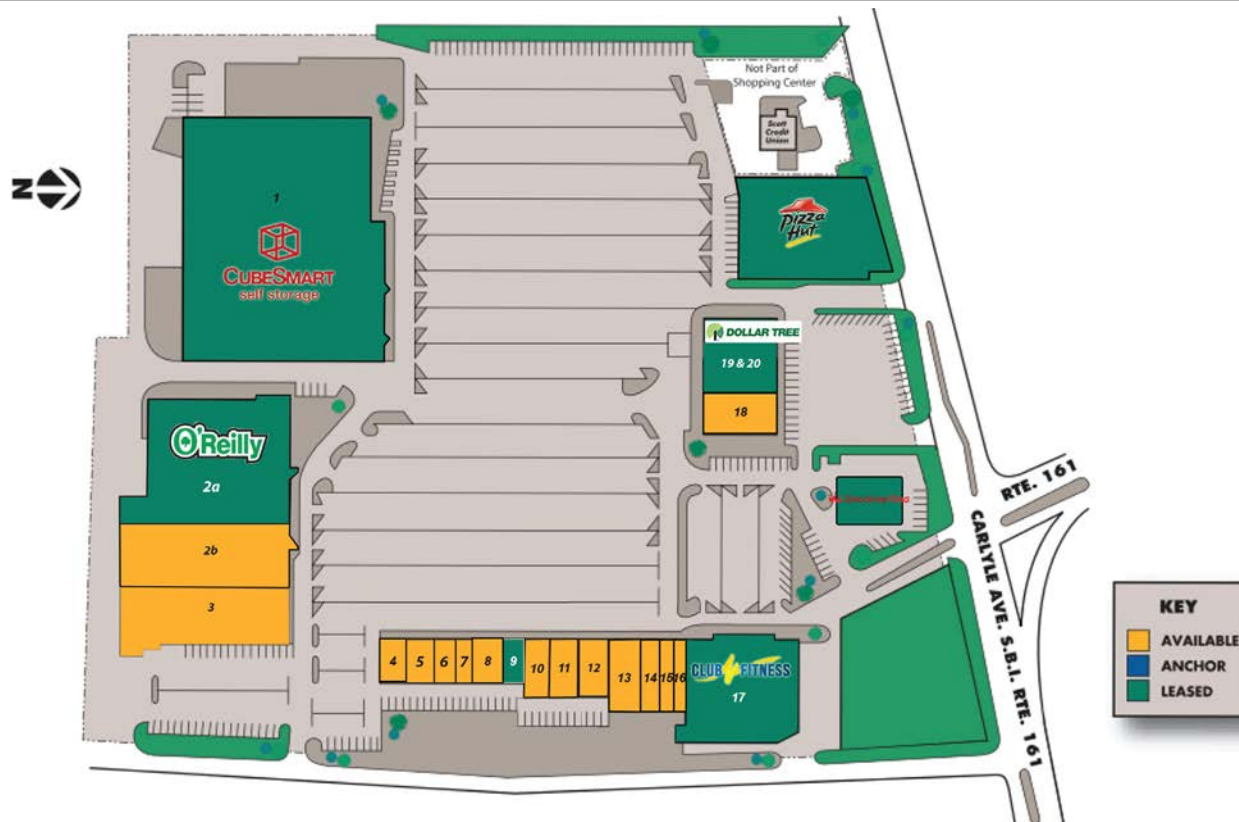 Not Part of
Shopping Center
Scott
Credit
Union
N
1
CUBESMART
self storage
Pizza
Hut
DOLLAR TREE
19 & 20
18
O'Reilly
2a
2b
3
RTE. 161
CARLYLE AVE. S.B.I. RTE. 161
4
5
6
7
8
9
10
11
12
13
14
15
16
CLUB 4 FITNESS
17
KEY
AVAILABLE
ANCHOR
LEASED